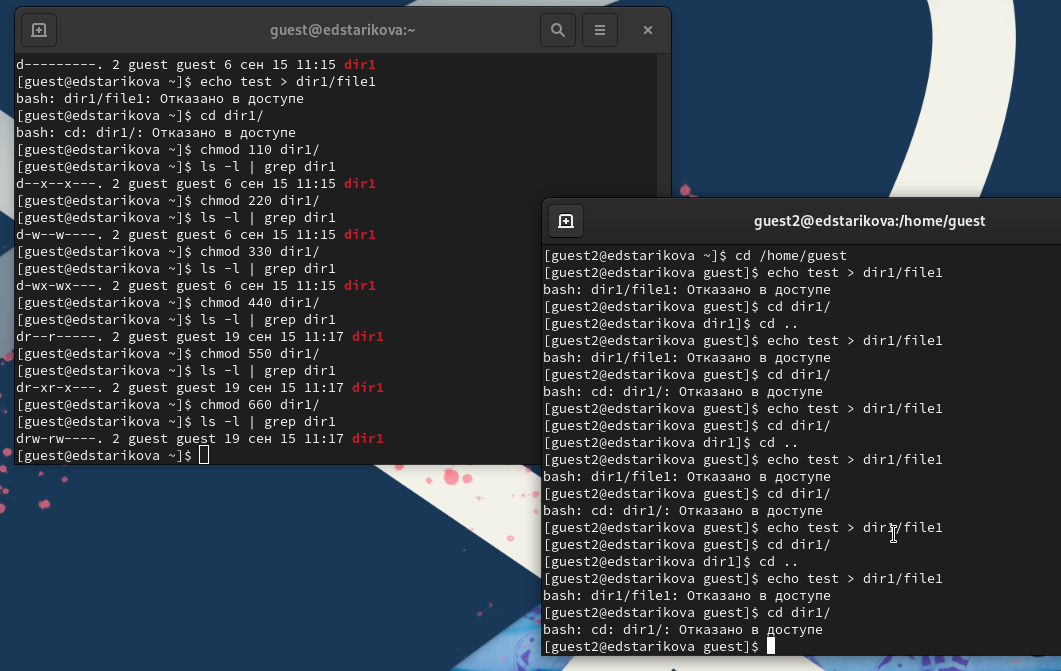 guest@edstarikova:~
d---------. 2 guest guest 6 сен 15 11:15 dir1
[guest@edstarikova ~]$ echo test > dir1/file1
bash: dir1/file1: Отказано в доступе
[guest@edstarikova ~]$ cd dir1/
bash: cd: dir1/: Отказано в доступе
[guest@edstarikova ~]$ chmod 110 dir1/
[guest@edstarikova ~]$ ls -l | grep dir1
d--x--x---. 2 guest guest 6 сен 15 11:15 dir1
[guest@edstarikova ~]$ chmod 220 dir1/
[guest@edstarikova ~]$ ls -l | grep dir1
d-w--w----. 2 guest guest 6 сен 15 11:15 dir1
[guest@edstarikova ~]$ chmod 330 dir1/
[guest@edstarikova ~]$ ls -l | grep dir1
d-wx-wx---. 2 guest guest 6 сен 15 11:15 dir1
[guest@edstarikova ~]$ chmod 440 dir1/
[guest@edstarikova ~]$ ls -l | grep dir1
dr--r-----. 2 guest guest 19 сен 15 11:17 dir1
[guest@edstarikova ~]$ chmod 550 dir1/
[guest@edstarikova ~]$ ls -l | grep dir1
dr-xr-x---. 2 guest guest 19 сен 15 11:17 dir1
[guest@edstarikova ~]$ chmod 660 dir1/
[guest@edstarikova ~]$ ls -l | grep dir1
drw-rw----. 2 guest guest 19 сен 15 11:17 dir1
[guest@edstarikova ~]$
guest2@edstarikova:/home/guest
[guest2@edstarikova ~]$ cd /home/guest
[guest2@edstarikova guest]$ echo test > dir1/file1
bash: dir1/file1: Отказано в доступе
[guest2@edstarikova guest]$ cd dir1/
[guest2@edstarikova dir1]$ cd ..
[guest2@edstarikova guest]$ echo test > dir1/file1
bash: dir1/file1: Отказано в доступе
[guest2@edstarikova guest]$ cd dir1/
bash: cd: dir1/: Отказано в доступе
[guest2@edstarikova guest]$ echo test > dir1/file1
[guest2@edstarikova guest]$ cd dir1/
[guest2@edstarikova dir1]$ cd ..
[guest2@edstarikova guest]$ echo test > dir1/file1
bash: dir1/file1: Отказано в доступе
[guest2@edstarikova guest]$ cd dir1/
bash: cd: dir1/: Отказано в доступе
[guest2@edstarikova guest]$ echo test > dir1/file1
[guest2@edstarikova guest]$ cd dir1/
[guest2@edstarikova dir1]$ cd ..
[guest2@edstarikova guest]$ echo test > dir1/file1
bash: dir1/file1: Отказано в доступе
[guest2@edstarikova guest]$ cd dir1/
bash: cd: dir1/: Отказано в доступе
[guest2@edstarikova guest]$